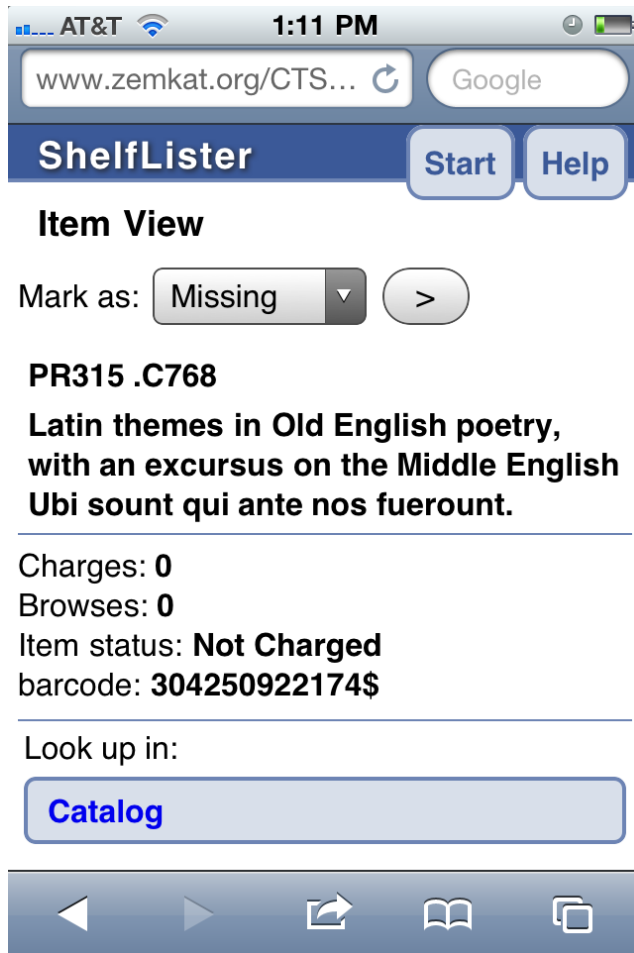 AT&T 1:11 PM
www.zemkat.org/CTS... Google
ShelfLister Start Help
Item View
Mark as: Missing >
PR315 .C768
Latin themes in Old English poetry,
with an excursus on the Middle English
Ubi sount qui ante nos fuerount.
Charges: 0
Browses: 0
Item status: Not Charged
barcode: 304250922174$
Look up in:
Catalog